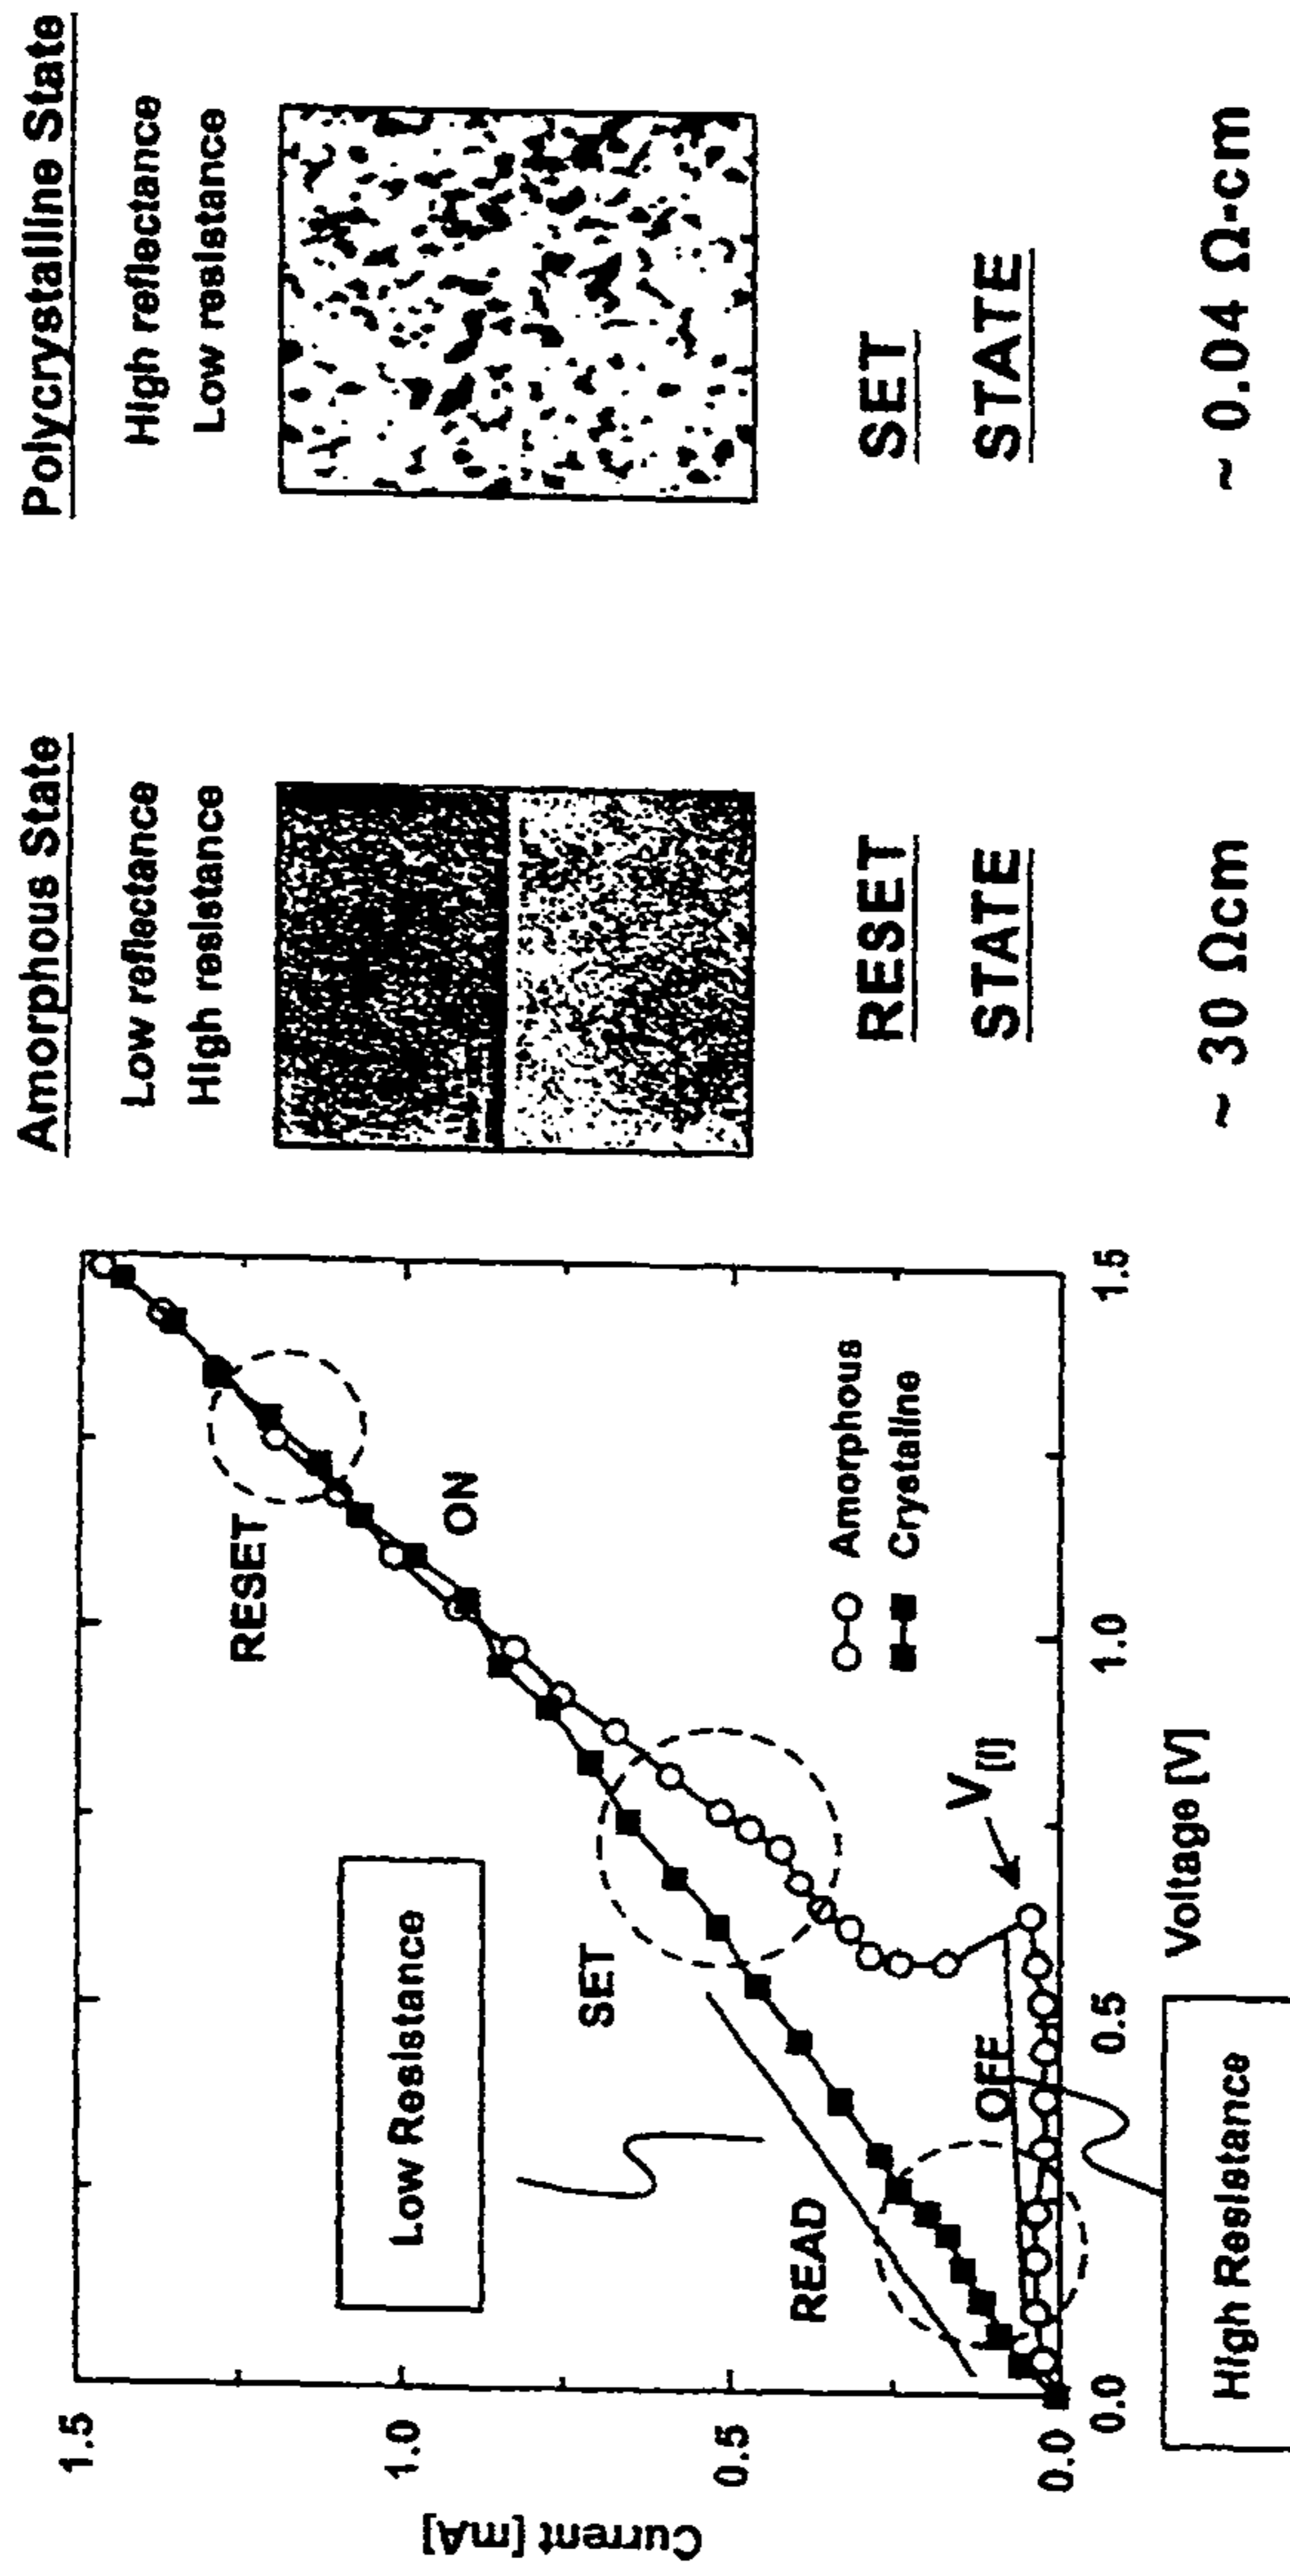 Amorphous State
Low reflectance
High resistance
RESET
STATE
~ 30 Ωcm
Polycrystalline State
High reflectance
Low resistance
SET
STATE
~ 0.04 Ω-cm
Current [mA]
1.5
1.0
0.5
0.0
Low Resistance
RESET
ON
SET
READ
OFF
V[I]
Amorphous
Crystalline
0.0
0.5
1.0
1.5
Voltage [V]
High Resistance